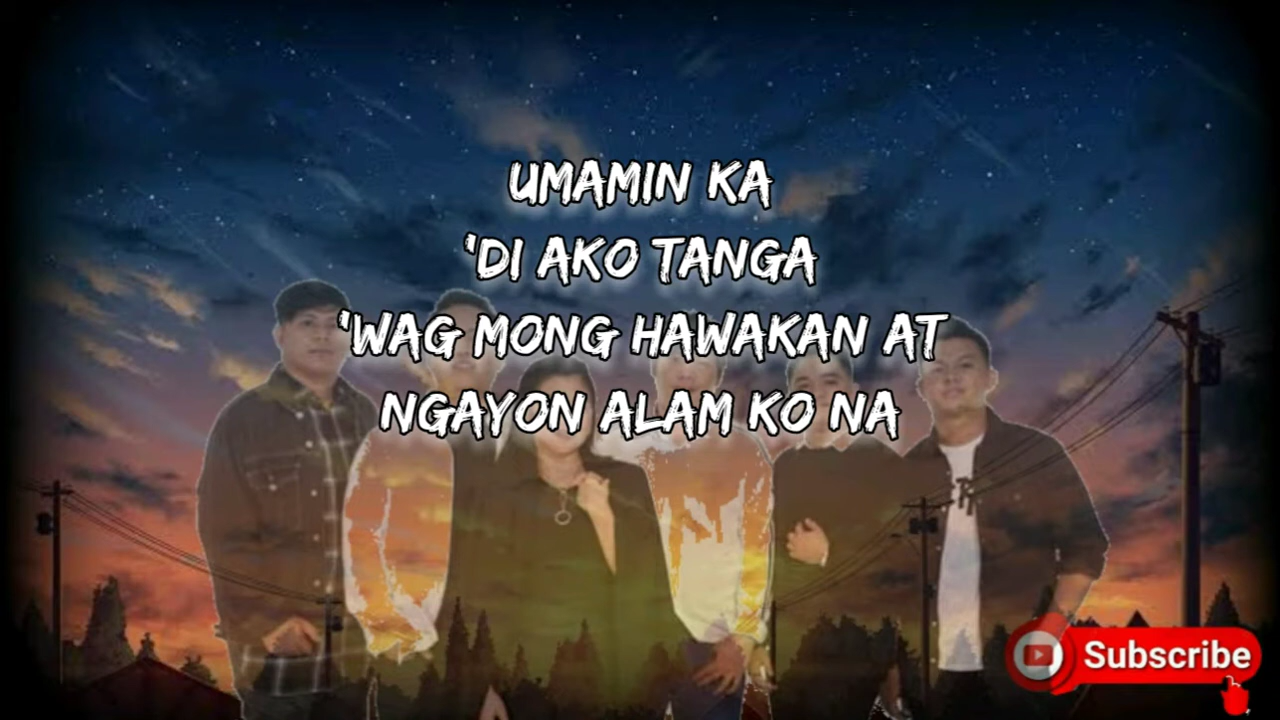 UMAMIN KA
'DI AKO TANGA
'WAG MONG HAWAKAN AT
NGAYON ALAM KO NA
Subscribe